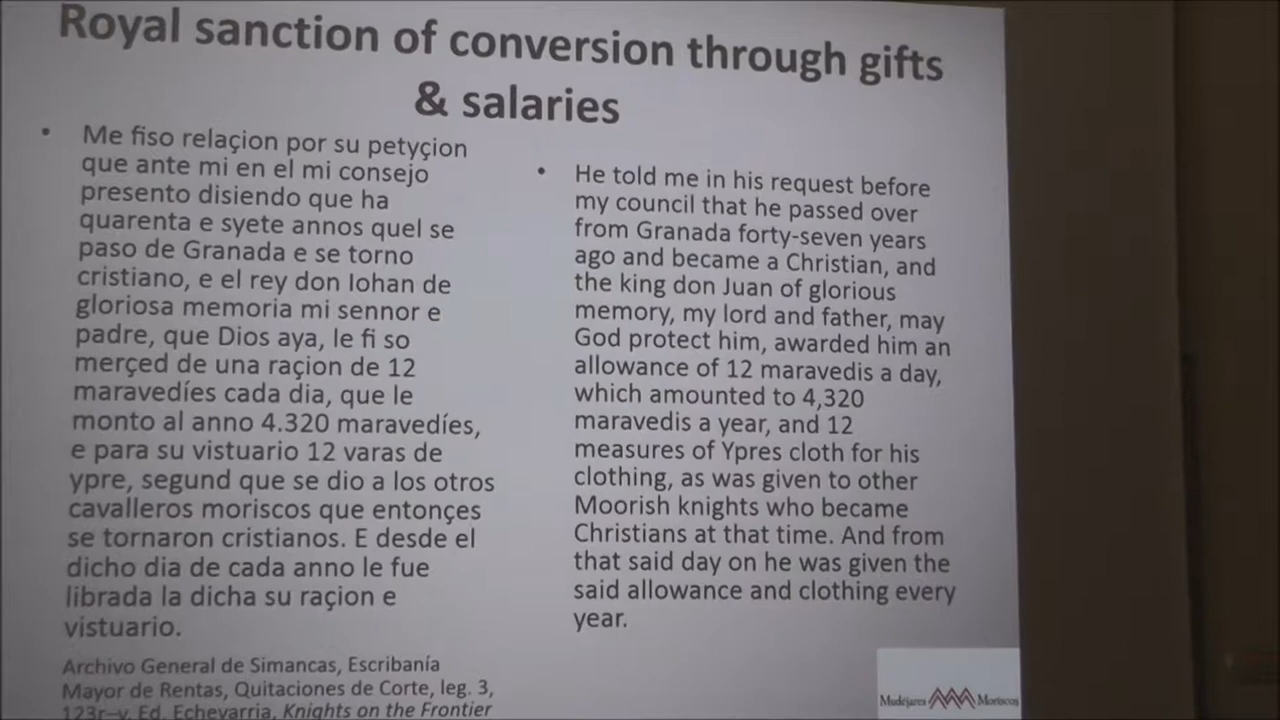 Royal sanction of conversion through gifts
& salaries
• Me fiso relaçion por su petyçion
que ante mi en el mi consejo
presento disiendo que ha
quarenta e syete annos quel se
paso de Granada e se torno
cristiano, e el rey don Iohan de
gloriosa memoria mi sennor e
padre, que Dios aya, le fi so
merçed de una raçion de 12
maravedíes cada dia, que le
monto al anno 4.320 maravedíes,
e para su vistuario 12 varas de
ypre, segund que se dio a los otros
cavalleros moriscos que entonçes
se tornaron cristianos. E desde el
dicho dia de cada anno le fue
librada la dicha su raçion e
vistuario.
Archivo General de Simancas, Escribanía
Mayor de Rentas, Quitaciones de Corte, leg. 3,
123r–v. Ed. Echevarria, Knights on the Frontier
• He told me in his request before
my council that he passed over
from Granada forty-seven years
ago and became a Christian, and
the king don Juan of glorious
memory, my lord and father, may
God protect him, awarded him an
allowance of 12 maravedis a day,
which amounted to 4,320
maravedis a year, and 12
measures of Ypres cloth for his
clothing, as was given to other
Moorish knights who became
Christians at that time. And from
that said day on he was given the
said allowance and clothing every
year.
Mudéjares Moriscos